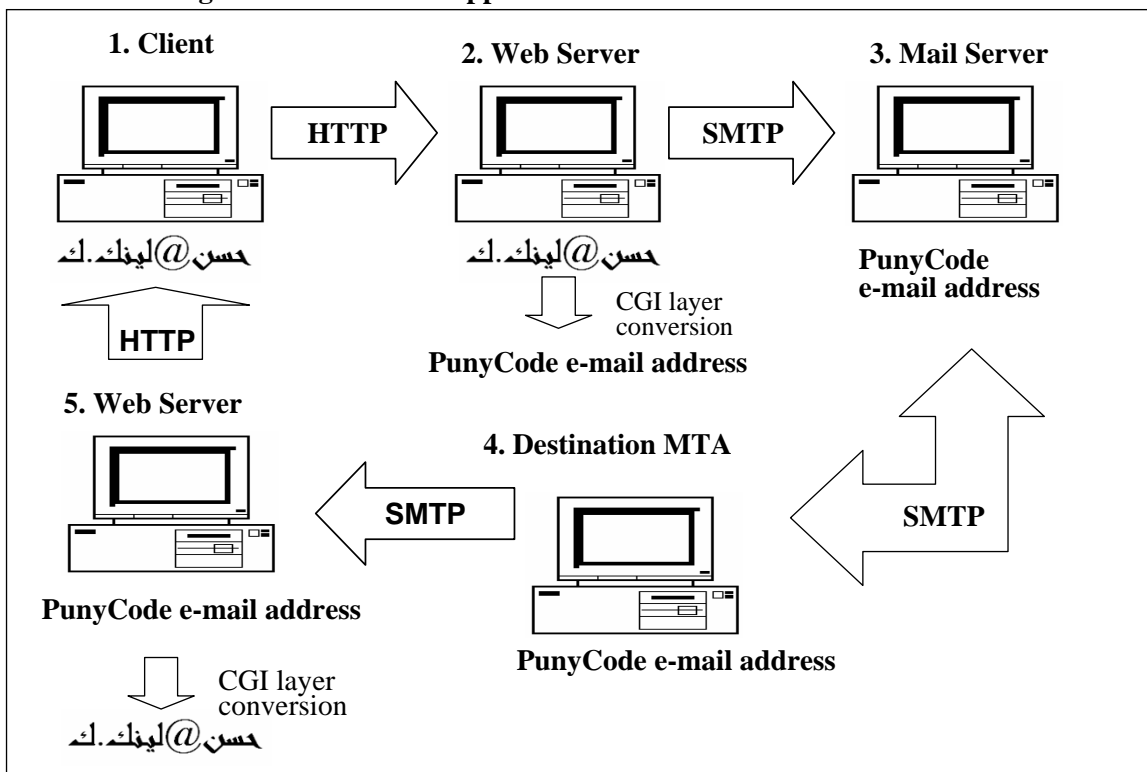 1. Client
2. Web Server
3. Mail Server
HTTP
SMTP
حسن@لينك.ك
حسن@لينك.ك
PunyCode
e-mail address
CGI layer
conversion
PunyCode e-mail address
HTTP
5. Web Server
4. Destination MTA
SMTP
SMTP
PunyCode e-mail address
PunyCode e-mail address
CGI layer
conversion
حسن@لينك.ك